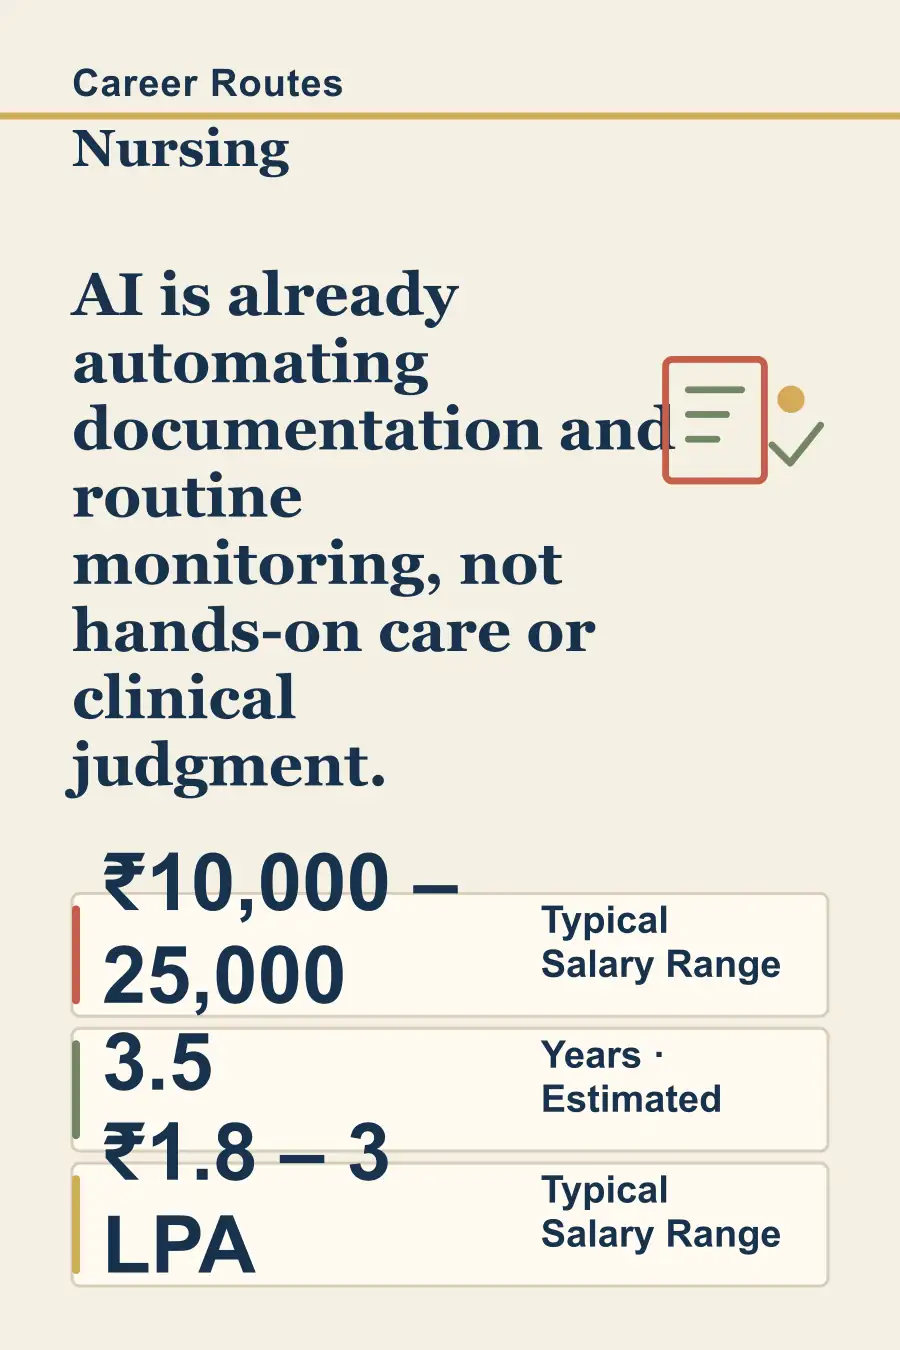 Career Routes
Nursing
AI is already
automating
documentation and
routine
monitoring, not
hands-on care or
clinical
judgment.
₹10,000 –
25,000
Typical
Salary Range
3.5
Years ·
Estimated
₹1.8 – 3
LPA
Typical
Salary Range